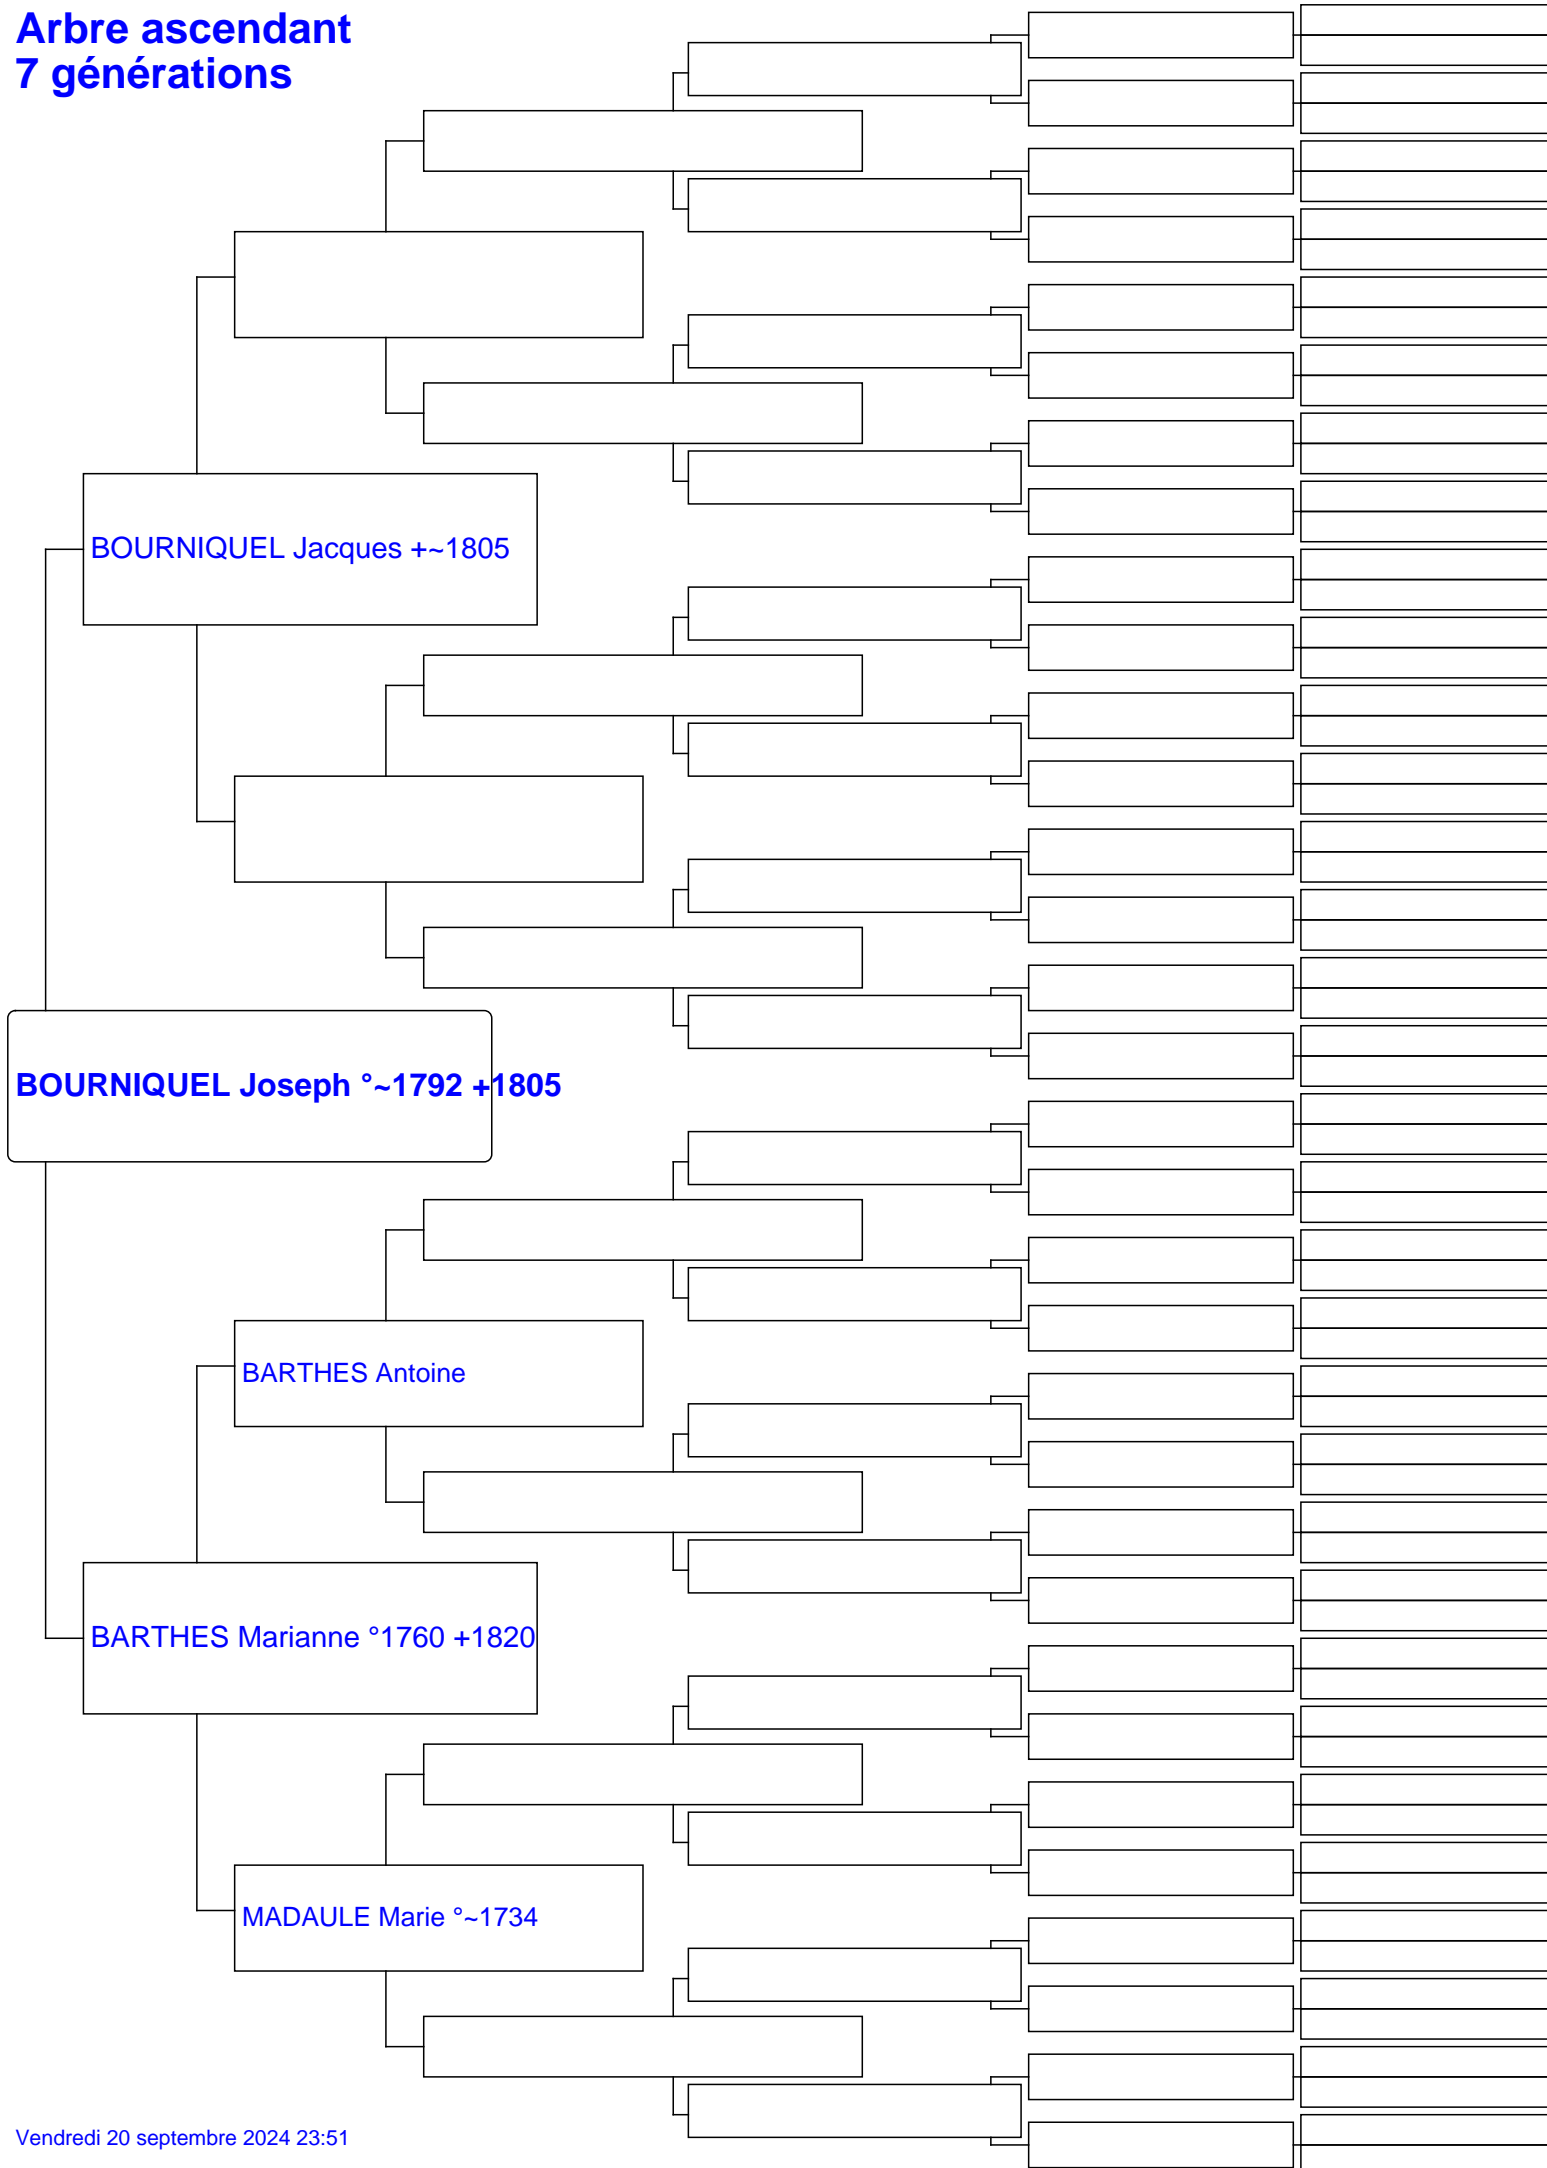 Arbre ascendant
7 générations
BOURNIQUEL Jacques +~1805
BOURNIQUEL Joseph °~1792 +1805
BARTHES Antoine
BARTHES Marianne °1760 +1820
MADAULE Marie °~1734
Vendredi 20 septembre 2024 23:51